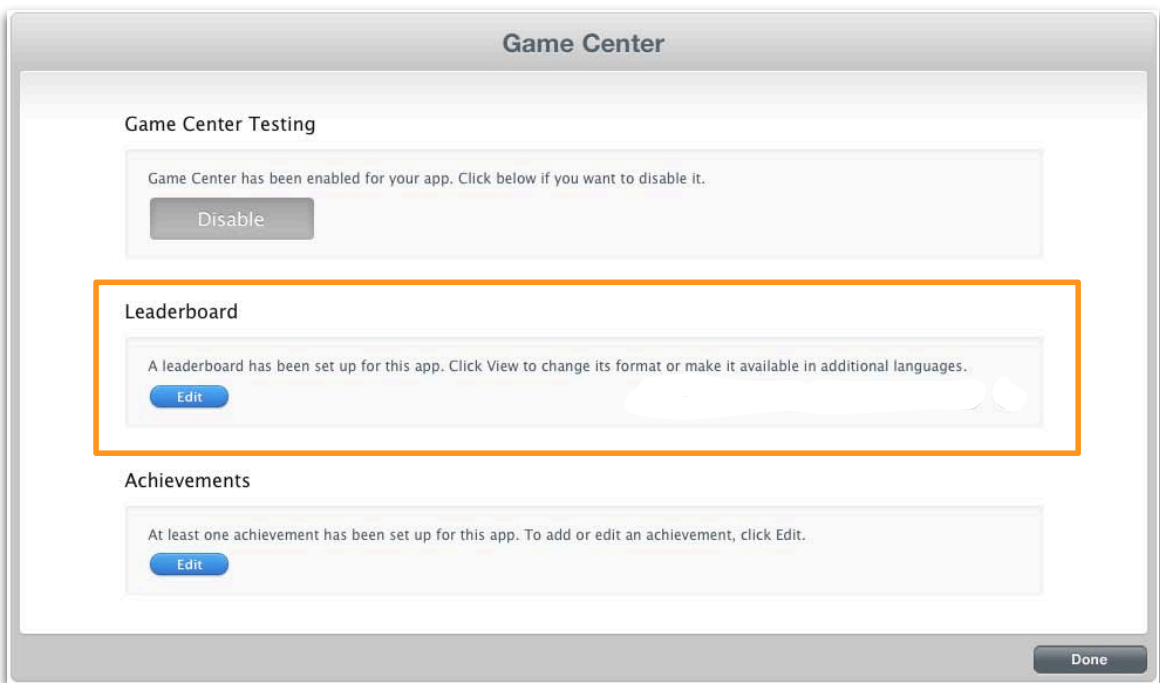 Game Center
Game Center Testing
Game Center has been enabled for your app. Click below if you want to disable it.
Disable
Leaderboard
A leaderboard has been set up for this app. Click View to change its format or make it available in additional languages.
Edit
Achievements
At least one achievement has been set up for this app. To add or edit an achievement, click Edit.
Edit
Done